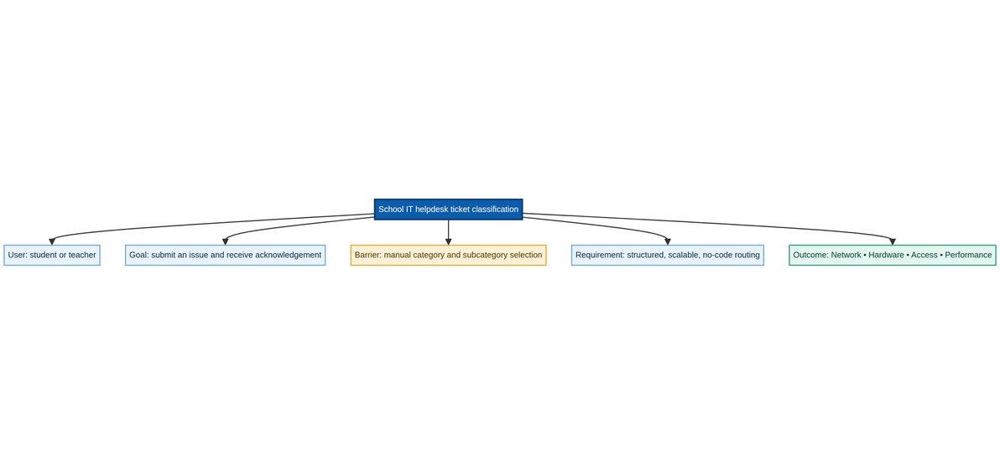 School IT helpdesk ticket classification
User: student or teacher
Goal: submit an issue and receive acknowledgement
Barrier: manual category and subcategory selection
Requirement: structured, scalable, no-code routing
Outcome: Network • Hardware • Access • Performance